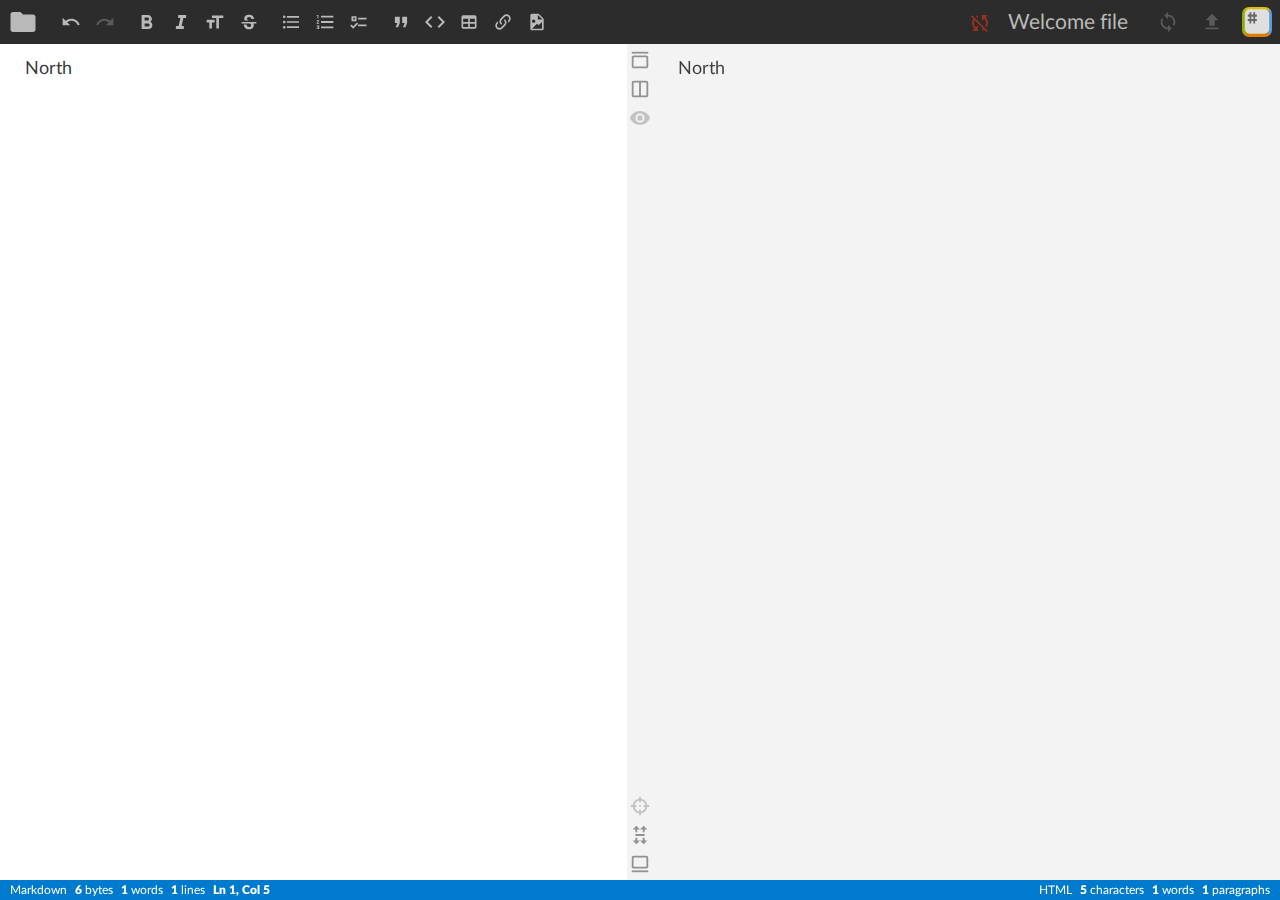 Welcome file
North
North
Markdown 6 bytes 1 words 1 lines Ln 1, Col 5
HTML 5 characters 1 words 1 paragraphs